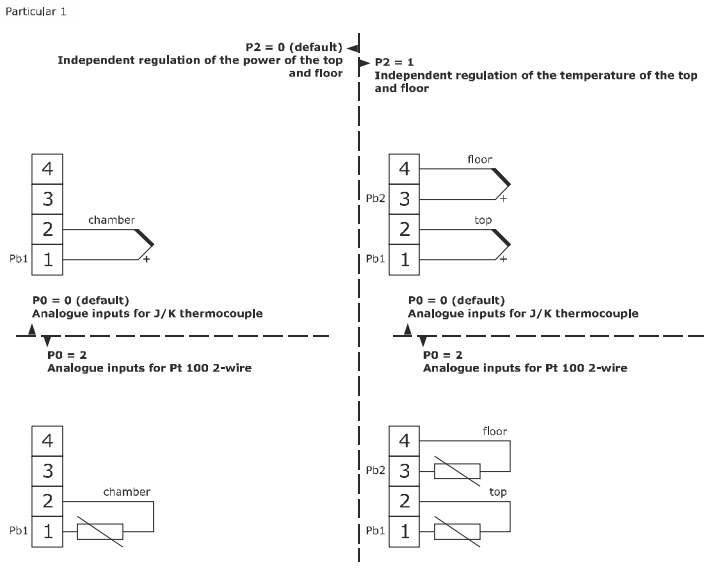 Particular 1
P2 = 0 (default)
Independent regulation of the power of the top
and floor
P2 = 1
Independent regulation of the temperature of the top
and floor
4
3
2
chamber
Pb1
1
+
4
floor
Pb2
3
+
2
top
Pb1
1
+
P0 = 0 (default)
Analogue inputs for J/K thermocouple
P0 = 2
Analogue inputs for Pt 100 2-wire
P0 = 0 (default)
Analogue inputs for J/K thermocouple
P0 = 2
Analogue inputs for Pt 100 2-wire
4
3
2
chamber
Pb1
1
4
floor
Pb2
3
2
top
Pb1
1